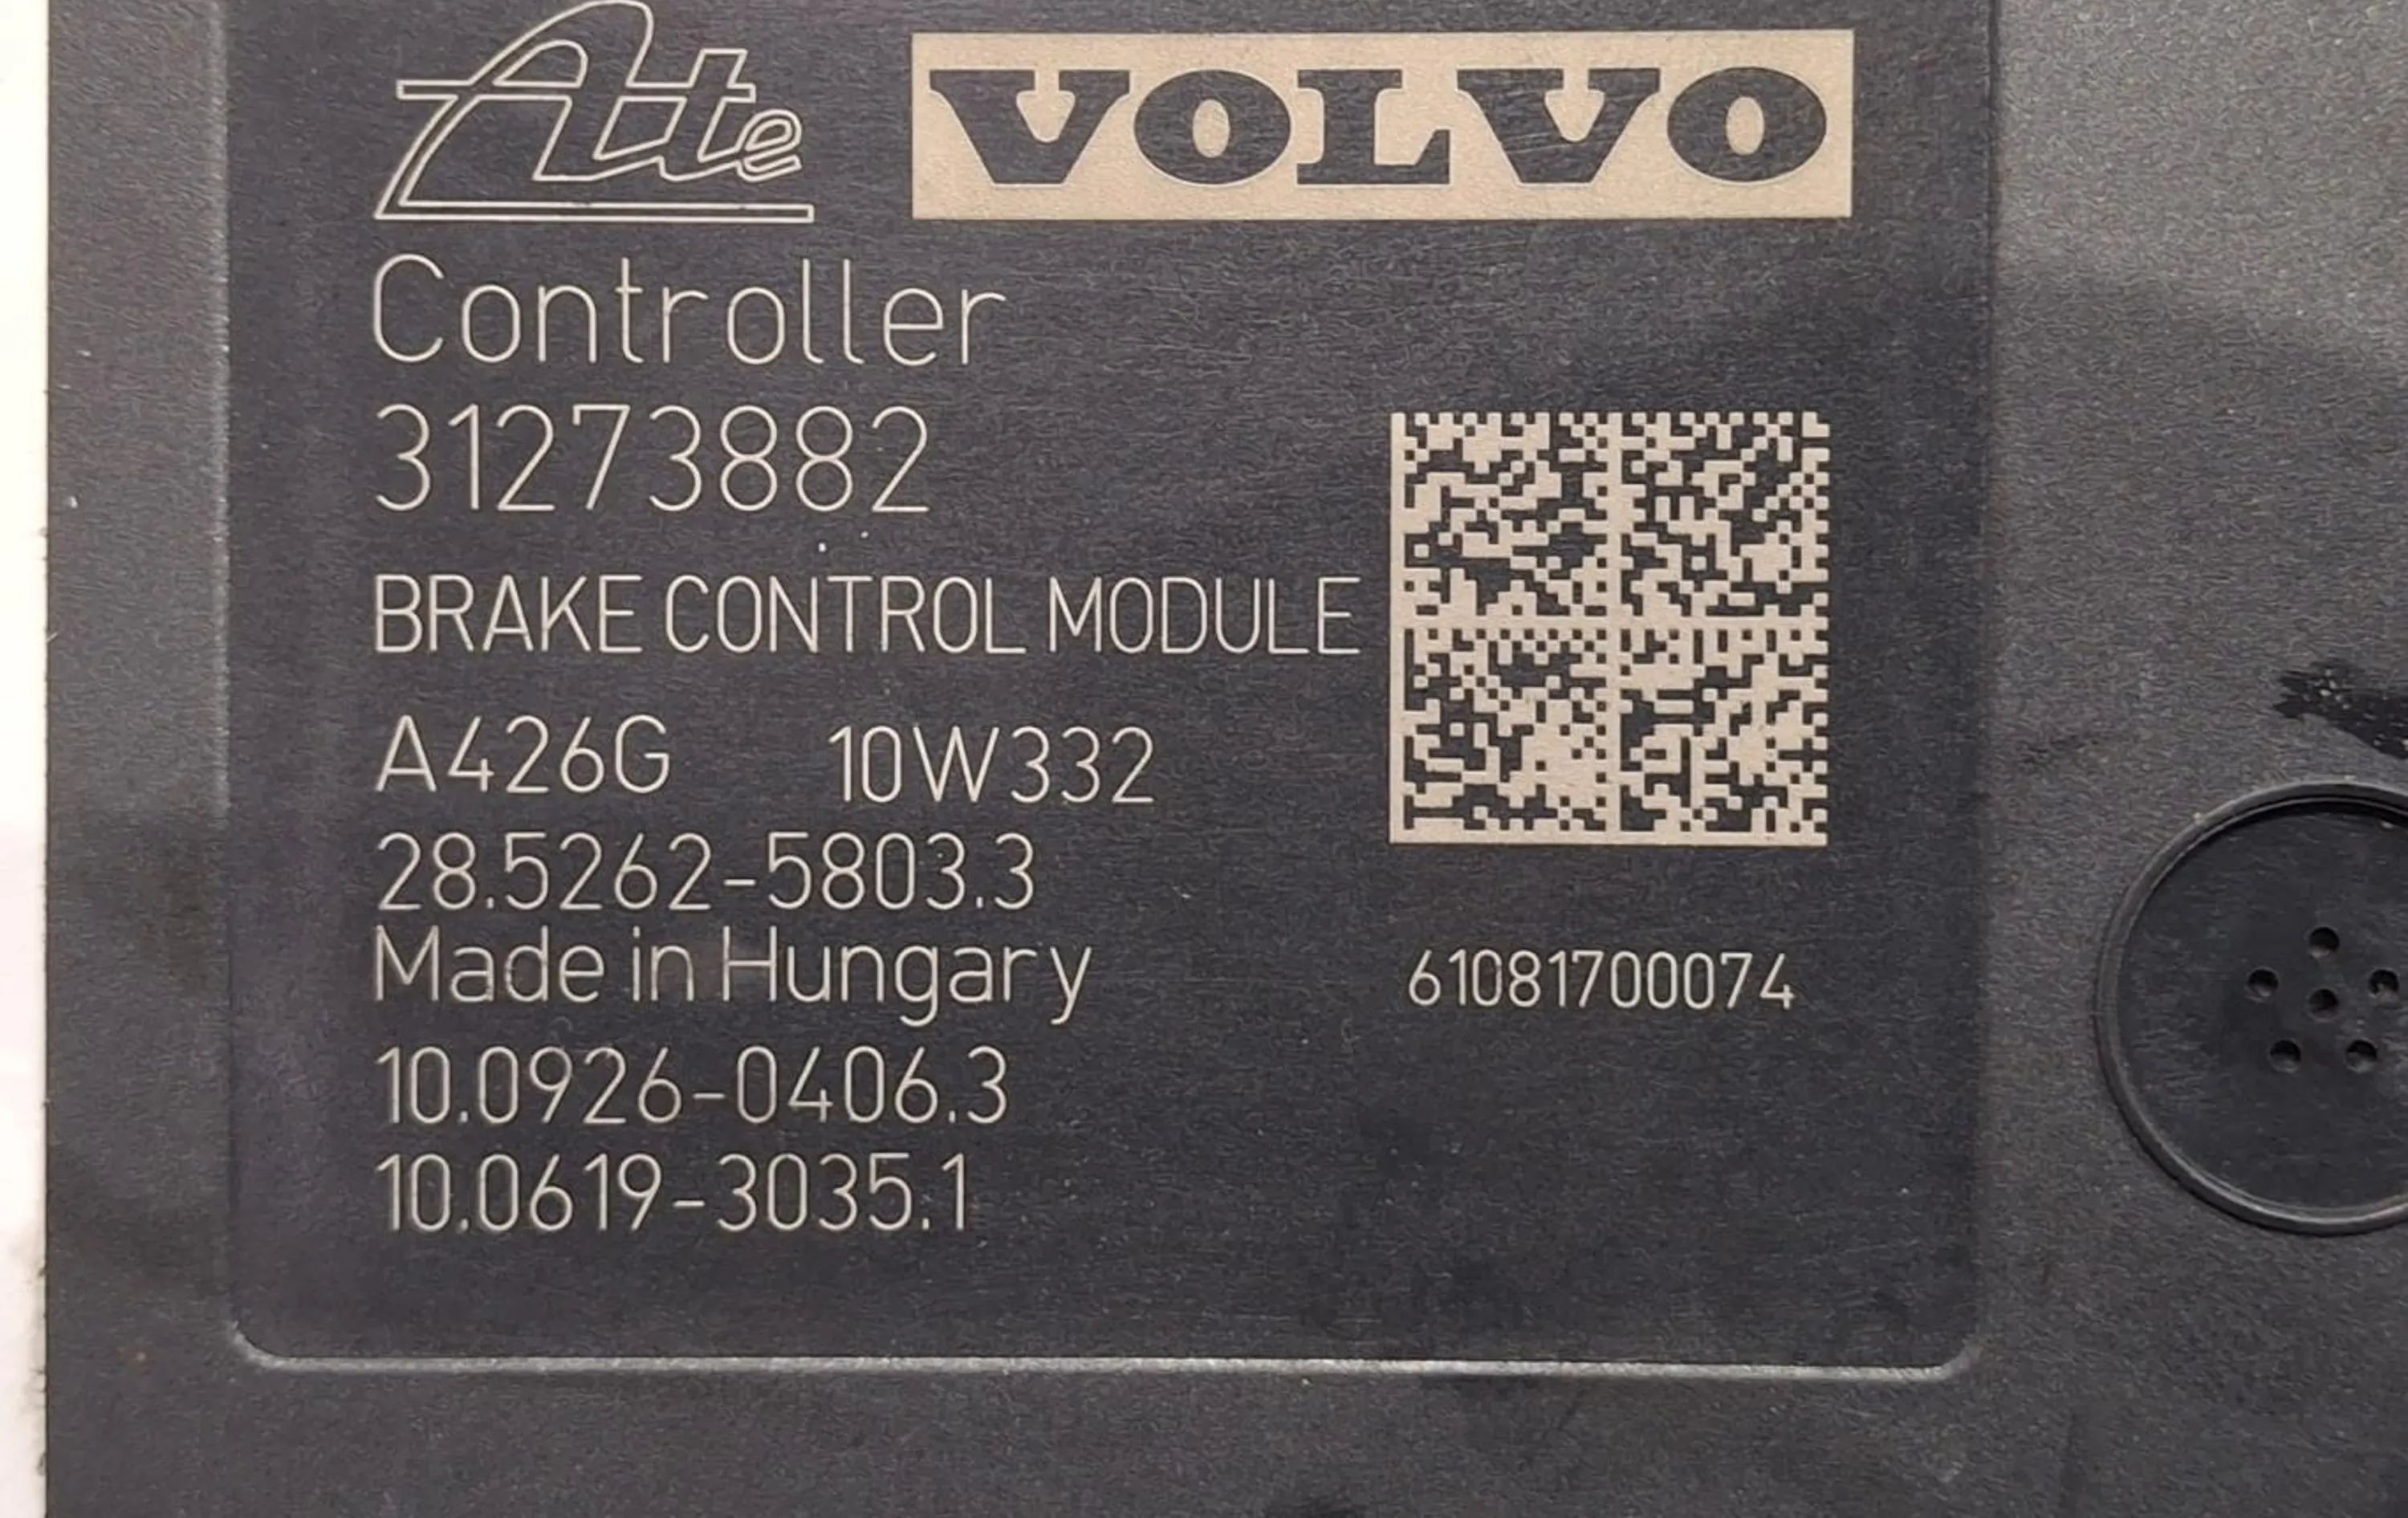 Ate VOLVO
Controller
31273882
BRAKE CONTROL MODULE
A426G 10W332
28.5262-5803.3
Made in Hungary
61081700074
10.0926-0406.3
10.0619-3035.1